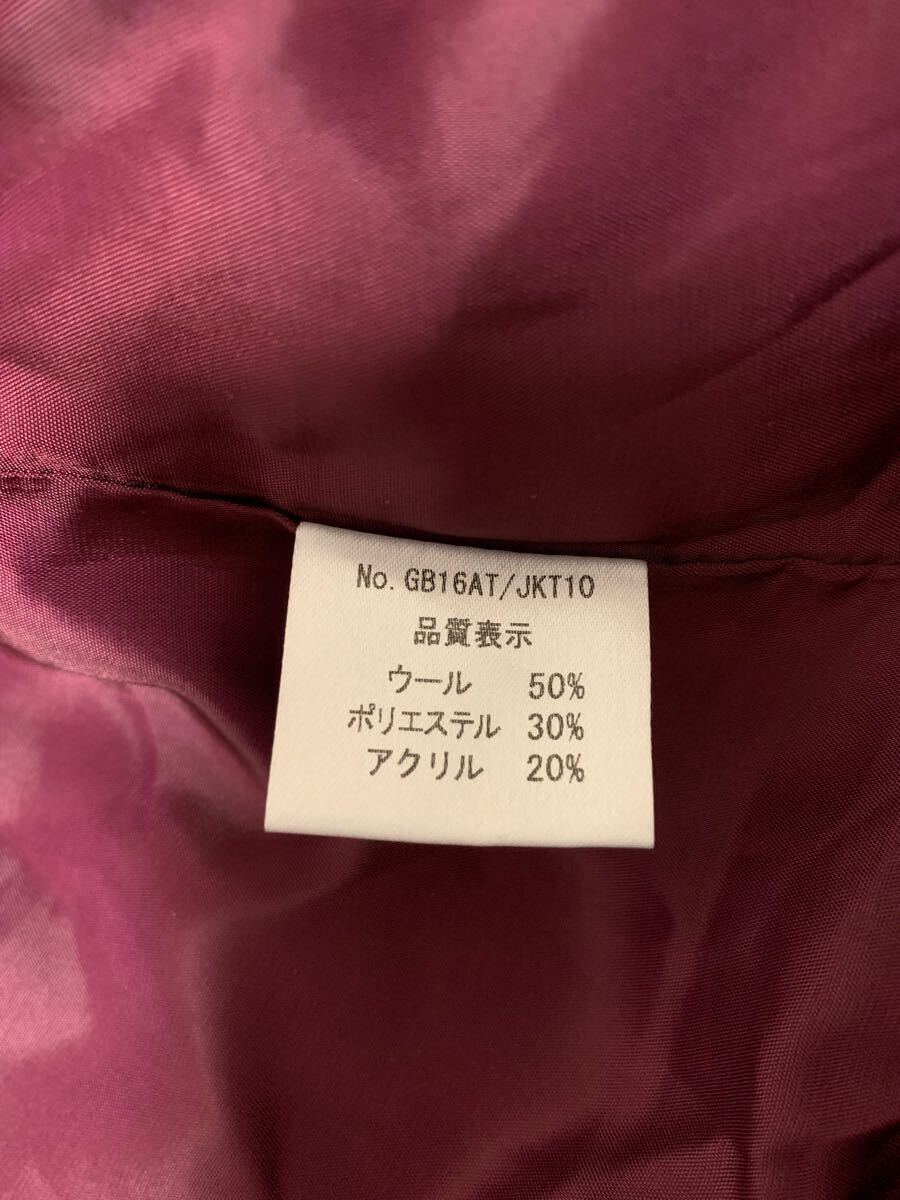 No. GB16AT/JKT10
品質表示
ウール 50%
ポリエステル 30%
アクリル 20%